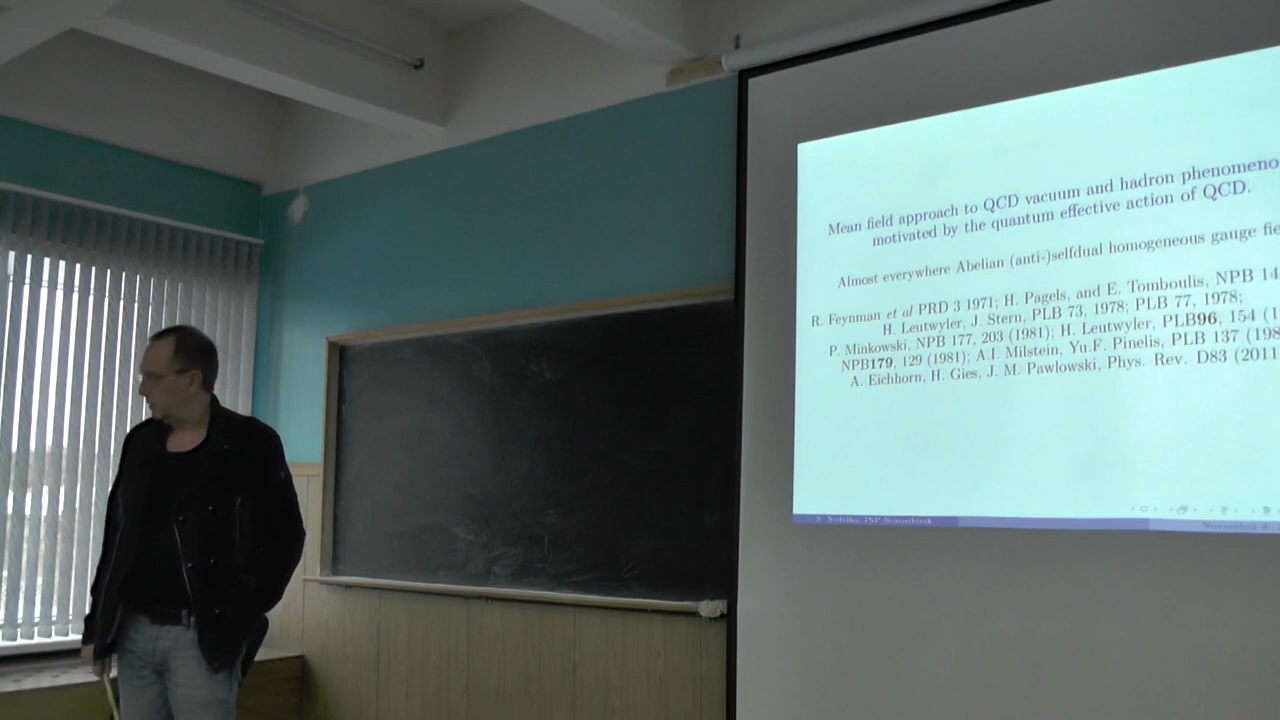 Mean field approach to QCD vacuum and hadron phenomeno
motivated by the quantum effective action of QCD.
Almost everywhere Abelian (anti-)selfdual homogeneous gauge fie
R. Feynman et al PRD 3 1971; H. Pagels, and E. Tomboulis, NPB 14
H. Leutwyler, J. Stern, PLB 73, 1978; PLB 77, 1978;
P. Minkowski, NPB 177, 203 (1981); H. Leutwyler, PLB96, 154 (1
NPB179, 129 (1981); A.I. Milstein, Yu.F. Pinelis, PLB 137 (198
A. Eichhorn, H. Gies, J. M. Pawlowski, Phys. Rev. D83 (2011
November 8,